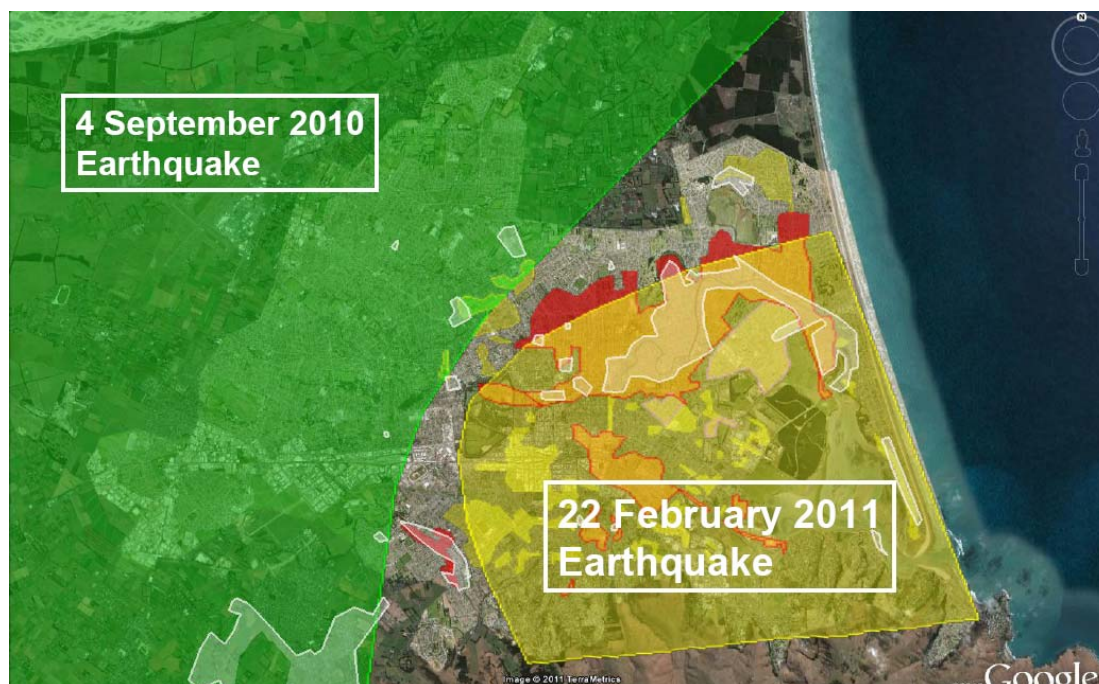 N
4 September 2010
Earthquake
22 February 2011
Earthquake
Image © 2011 TerraMetrics
Google